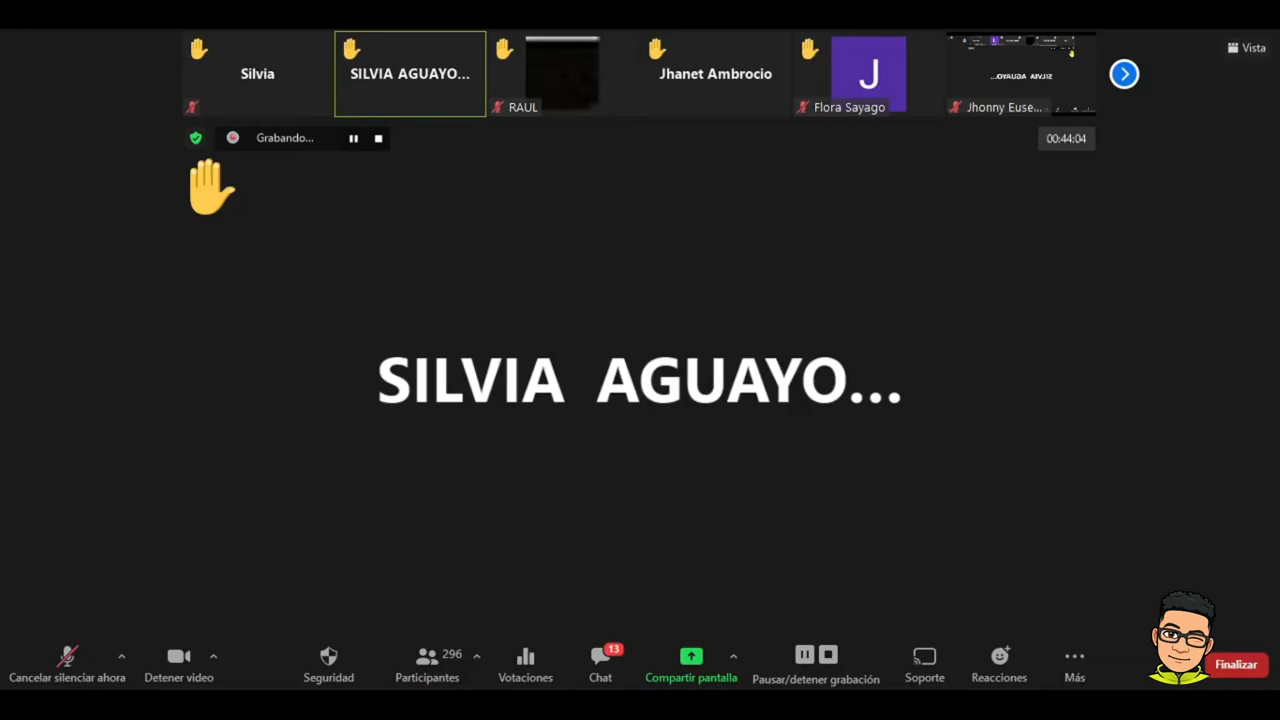 Silvia
SILVIA AGUAYO...
RAUL
Jhanet Ambrocio
J
Flora Sayago
Jhonny Euse...
Vista
Grabando...
00:44:04
SILVIA AGUAYO...
Cancelar silenciar ahora
Detener video
Seguridad
296
Participantes
Votaciones
13
Chat
Compartir pantalla
Pausar/detener grabación
Soporte
Reacciones
Más
Finalizar